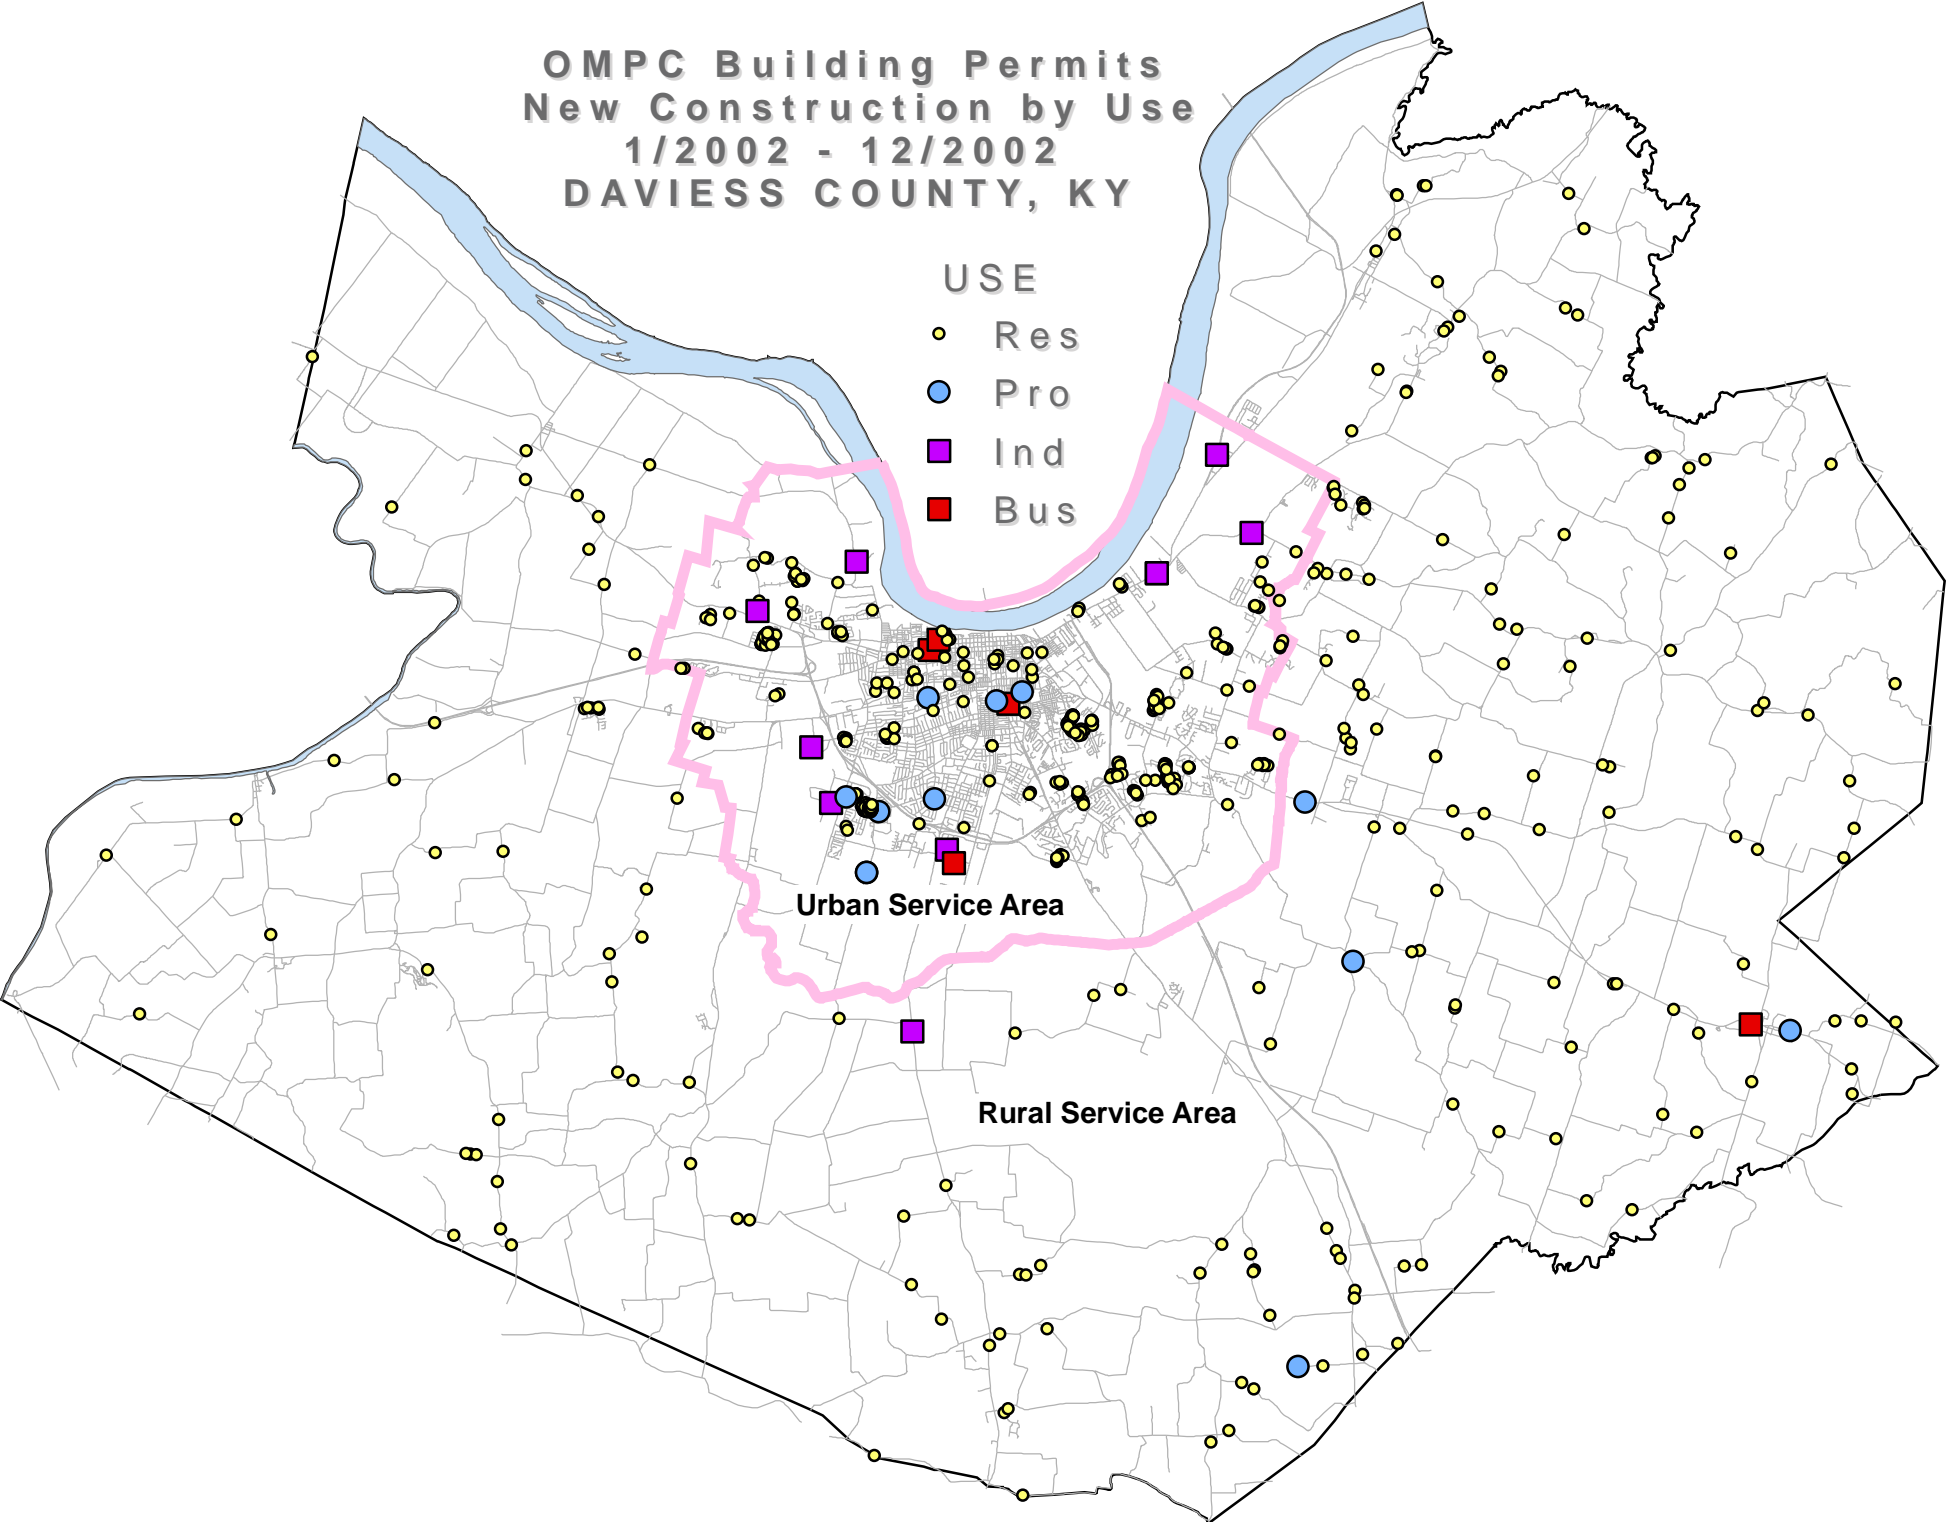 OMPC Building Permits
New Construction by Use
1/2002 - 12/2002
DAVIESS COUNTY, KY
USE
Res
Pro
Ind
Bus
Urban Service Area
Rural Service Area